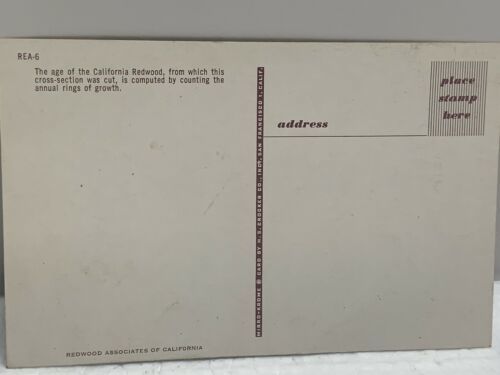 REA-6
The age of the California Redwood, from which this
cross-section was cut, is computed by counting the
annual rings of growth.
place
stamp
here
address
MIRRO-KROME ® CARD BY H. S. CROCKER CO., INC., SAN FRANCISCO 1, CALIF.
REDWOOD ASSOCIATES OF CALIFORNIA